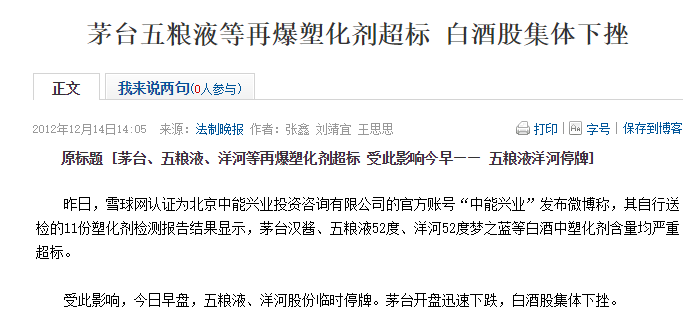 茅台五粮液等再爆塑化剂超标 白酒股集体下挫
正文 我来说两句(0人参与)
2012年12月14日14:05 来源：法制晚报 作者：张鑫 刘靖宜 王思思 打印 | Aa 字号 | 保存到博客
原标题 [茅台、五粮液、洋河等再爆塑化剂超标 受此影响今早—— 五粮液洋河停牌]
昨日，雪球网认证为北京中能兴业投资咨询有限公司的官方账号“中能兴业”发布微博称，其自行送
检的11份塑化剂检测报告结果显示，茅台汉酱、五粮液52度、洋河52度梦之蓝等白酒中塑化剂含量均严重
超标。
受此影响，今日早盘，五粮液、洋河股份临时停牌。茅台开盘迅速下跌，白酒股集体下挫。